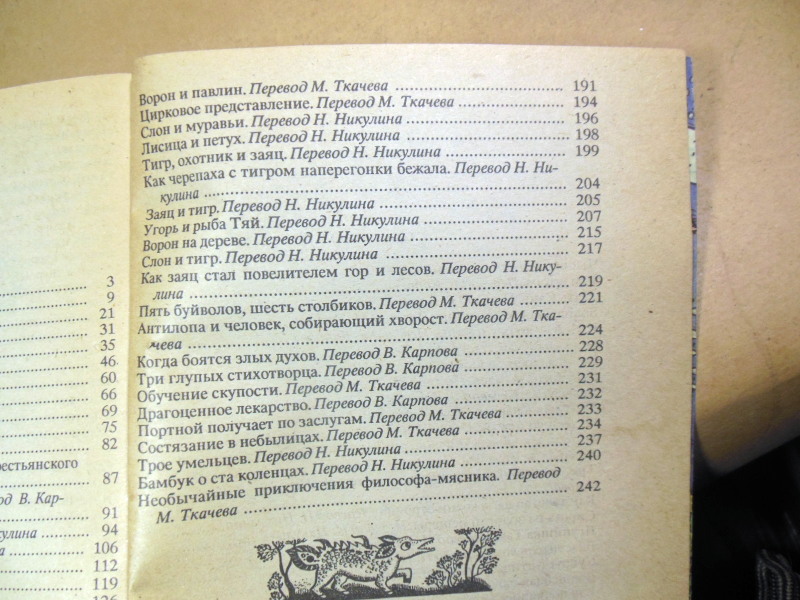 3
9
21
31
35
46
60
66
69
75
82
естьянского
87
од В. Кар-
91
кулина 94
106
112
119
126
Ворон и павлин. Перевод М. Ткачева 191
Цирковое представление. Перевод М. Ткачева 194
Слон и муравьи. Перевод Н. Никулина 196
Лисица и петух. Перевод Н. Никулина 198
Тигр, охотник и заяц. Перевод Н. Никулина 199
Как черепаха с тигром наперегонки бежала. Перевод Н. Ни-
кулина 204
Заяц и тигр. Перевод Н. Никулина 205
Угорь и рыба Тяй. Перевод Н. Никулина 207
Ворон на дереве. Перевод Н. Никулина 215
Слон и тигр. Перевод Н. Никулина 217
Как заяц стал повелителем гор и лесов. Перевод Н. Нику-
лина 219
Пять буйволов, шесть столбиков. Перевод М. Ткачева 221
Антилопа и человек, собирающий хворост. Перевод М. Тка-
чева 224
Когда боятся злых духов. Перевод В. Карпова 228
Три глупых стихотворца. Перевод В. Карпова 229
Обучение скупости. Перевод М. Ткачева 231
Драгоценное лекарство. Перевод В. Карпова 232
Портной получает по заслугам. Перевод М. Ткачева 233
Состязание в небылицах. Перевод М. Ткачева 234
Трое умельцев. Перевод Н. Никулина 237
Бамбук о ста коленцах. Перевод Н. Никулина 240
Необычайные приключения философа-мясника. Перевод
М. Ткачева 242